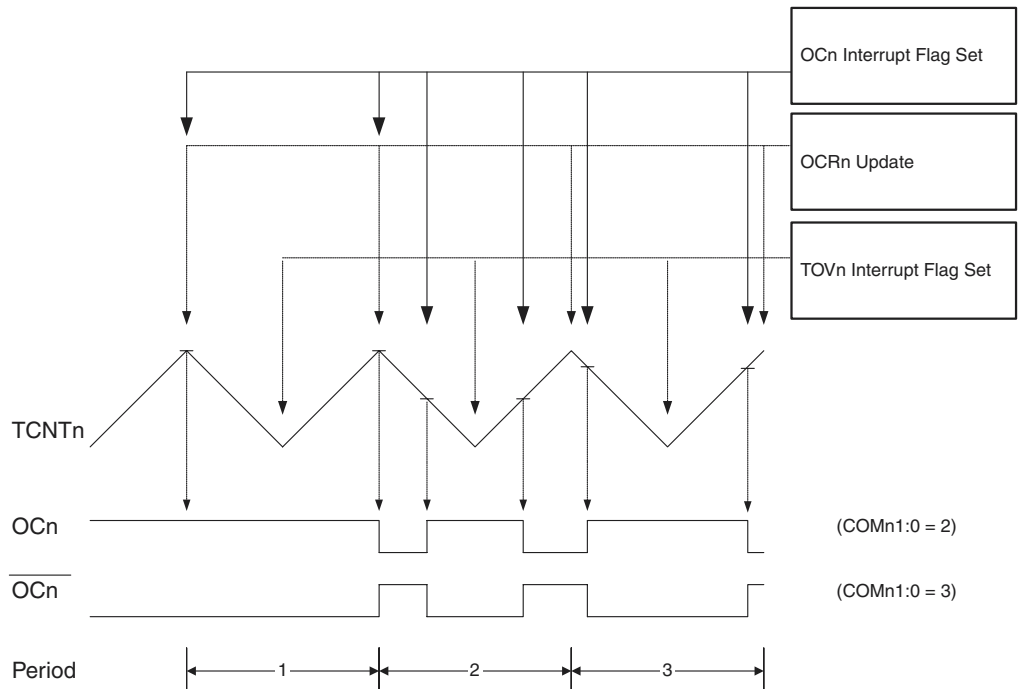 OCn Interrupt Flag Set
OCRn Update
TOVn Interrupt Flag Set
TCNTn
OCn (COMn1:0 = 2)
OCn (COMn1:0 = 3)
Period 1 2 3